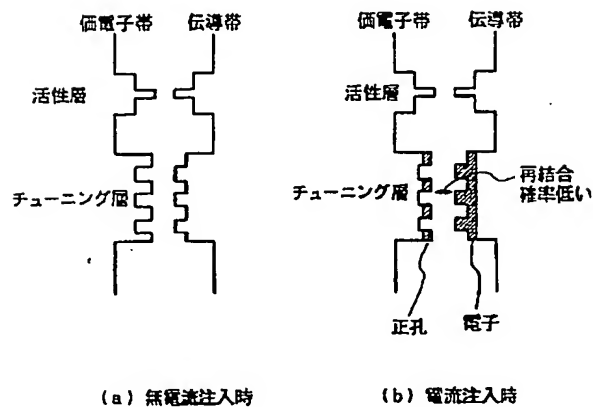 価電子帯 伝導帯
活性層
チューニング層
(a) 無電流注入時
価電子帯 伝導帯
活性層
チューニング層
再結合
確率低い
正孔
電子
(b) 電流注入時